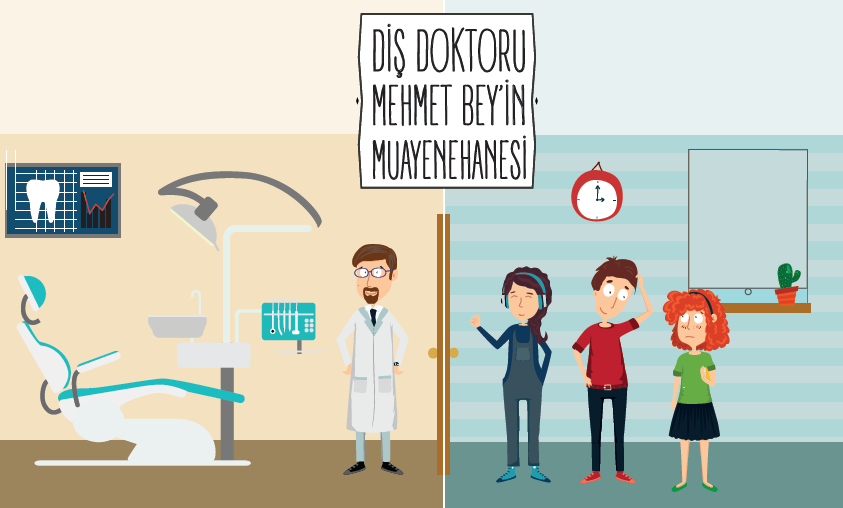 DİŞ DOKTORU
MEHMET BEY'İN
MUAYENEHANESİ